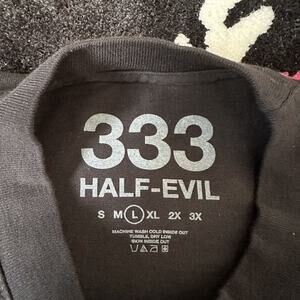 333
HALF-EVIL
S M L XL 2X 3X
MACHINE WASH COLD INSIDE OUT
TUMBLE DRY LOW
IRON INSIDE OUT